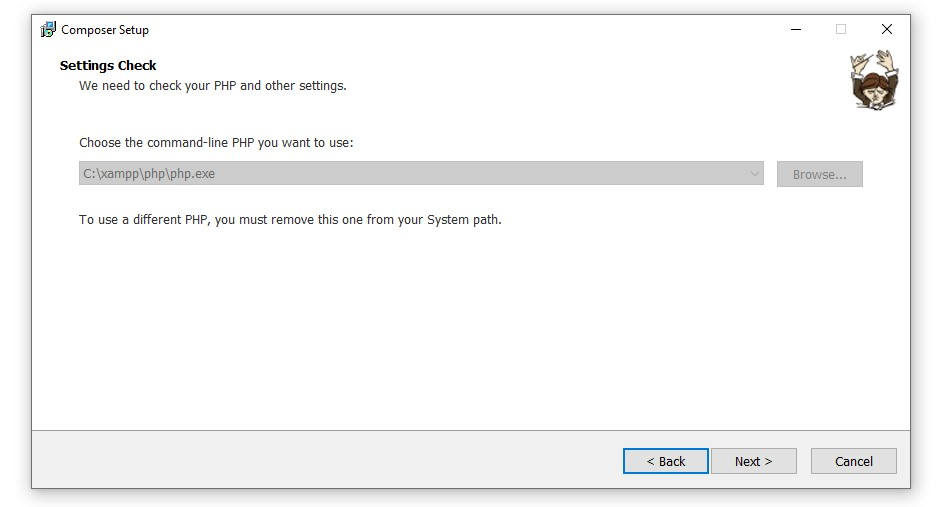 Composer Setup
Settings Check
We need to check your PHP and other settings.
Choose the command-line PHP you want to use:
C:\xampp\php\php.exe
Browse...
To use a different PHP, you must remove this one from your System path.
< Back
Next >
Cancel